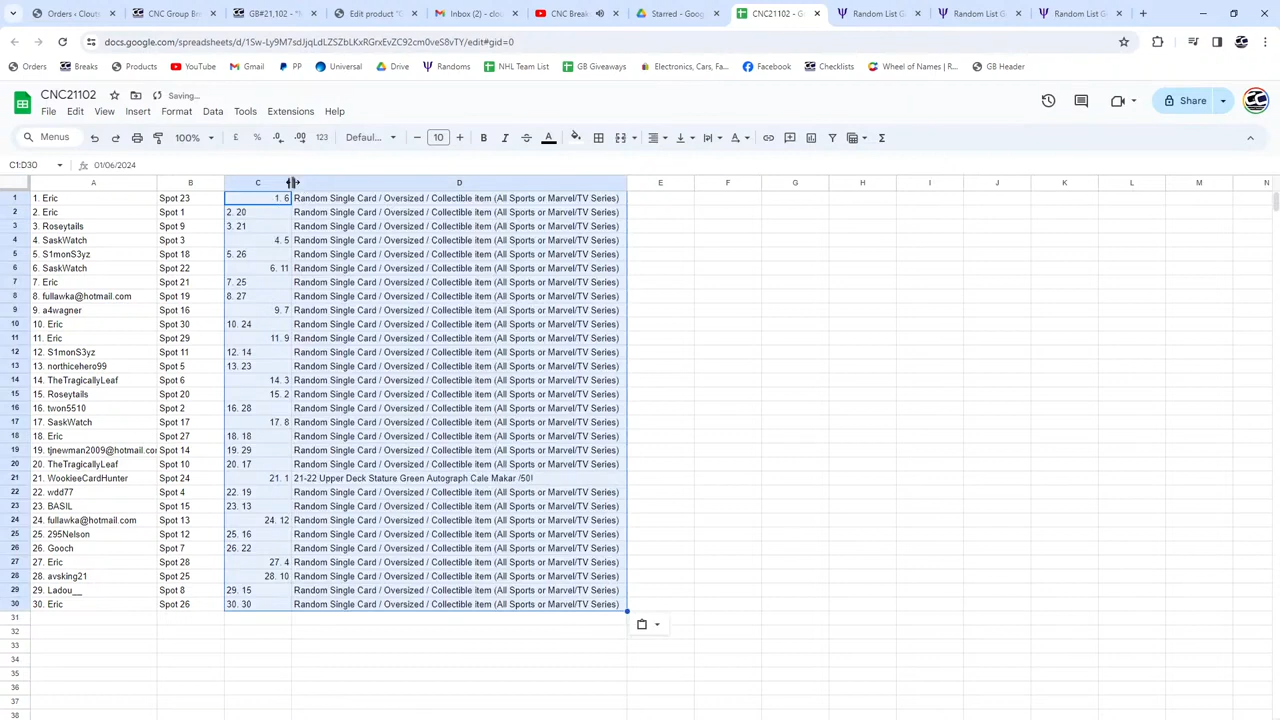 Orders ‹ Clouts
CNC Group Bre
GB#21102 - "B
Edit product "C
Inbox (2) - clou
CNC Break
Starred - Goog
CNC21102 - G
Random List G
Random List G
Random List G
docs.google.com/spreadsheets/d/1Sw-Ly9M7sdJjqLdLZSZbLKxRGrxEvZC92cm0veS8vTY/edit#gid=0
Orders Breaks Products YouTube Gmail PP Universal Drive Randoms NHL Team List GB Giveaways Electronics, Cars, Fa... Facebook Checklists Wheel of Names | R... GB Header
CNC21102 Saving...
File Edit View Insert Format Data Tools Extensions Help
Share
Menus 100% £ % .0 .00 123 Defaul... 10 B I A
C1:D30 fx 01/06/2024
A B C D E F G H I J K L M N
1 1. Eric Spot 23 1. 6 Random Single Card / Oversized / Collectible item (All Sports or Marvel/TV Series)
2 2. Eric Spot 1 2. 20 Random Single Card / Oversized / Collectible item (All Sports or Marvel/TV Series)
3 3. Roseytails Spot 9 3. 21 Random Single Card / Oversized / Collectible item (All Sports or Marvel/TV Series)
4 4. SaskWatch Spot 3 4. 5 Random Single Card / Oversized / Collectible item (All Sports or Marvel/TV Series)
5 5. S1monS3yz Spot 18 5. 26 Random Single Card / Oversized / Collectible item (All Sports or Marvel/TV Series)
6 6. SaskWatch Spot 22 6. 11 Random Single Card / Oversized / Collectible item (All Sports or Marvel/TV Series)
7 7. Eric Spot 21 7. 25 Random Single Card / Oversized / Collectible item (All Sports or Marvel/TV Series)
8 8. fullawka@hotmail.com Spot 19 8. 27 Random Single Card / Oversized / Collectible item (All Sports or Marvel/TV Series)
9 9. a4wagner Spot 16 9. 7 Random Single Card / Oversized / Collectible item (All Sports or Marvel/TV Series)
10 10. Eric Spot 30 10. 24 Random Single Card / Oversized / Collectible item (All Sports or Marvel/TV Series)
11 11. Eric Spot 29 11. 9 Random Single Card / Oversized / Collectible item (All Sports or Marvel/TV Series)
12 12. S1monS3yz Spot 11 12. 14 Random Single Card / Oversized / Collectible item (All Sports or Marvel/TV Series)
13 13. northicehero99 Spot 5 13. 23 Random Single Card / Oversized / Collectible item (All Sports or Marvel/TV Series)
14 14. TheTragicallyLeaf Spot 6 14. 3 Random Single Card / Oversized / Collectible item (All Sports or Marvel/TV Series)
15 15. Roseytails Spot 20 15. 2 Random Single Card / Oversized / Collectible item (All Sports or Marvel/TV Series)
16 16. twon5510 Spot 2 16. 28 Random Single Card / Oversized / Collectible item (All Sports or Marvel/TV Series)
17 17. SaskWatch Spot 17 17. 8 Random Single Card / Oversized / Collectible item (All Sports or Marvel/TV Series)
18 18. Eric Spot 27 18. 18 Random Single Card / Oversized / Collectible item (All Sports or Marvel/TV Series)
19 19. tjnewman2009@hotmail.co Spot 14 19. 29 Random Single Card / Oversized / Collectible item (All Sports or Marvel/TV Series)
20 20. TheTragicallyLeaf Spot 10 20. 17 Random Single Card / Oversized / Collectible item (All Sports or Marvel/TV Series)
21 21. WookieeCardHunter Spot 24 21. 1 21-22 Upper Deck Stature Green Autograph Cale Makar /50!
22 22. wdd77 Spot 4 22. 19 Random Single Card / Oversized / Collectible item (All Sports or Marvel/TV Series)
23 23. BASIL Spot 15 23. 13 Random Single Card / Oversized / Collectible item (All Sports or Marvel/TV Series)
24 24. fullawka@hotmail.com Spot 13 24. 12 Random Single Card / Oversized / Collectible item (All Sports or Marvel/TV Series)
25 25. 295Nelson Spot 12 25. 16 Random Single Card / Oversized / Collectible item (All Sports or Marvel/TV Series)
26 26. Gooch Spot 7 26. 22 Random Single Card / Oversized / Collectible item (All Sports or Marvel/TV Series)
27 27. Eric Spot 28 27. 4 Random Single Card / Oversized / Collectible item (All Sports or Marvel/TV Series)
28 28. avsking21 Spot 25 28. 10 Random Single Card / Oversized / Collectible item (All Sports or Marvel/TV Series)
29 29. Ladou__ Spot 8 29. 15 Random Single Card / Oversized / Collectible item (All Sports or Marvel/TV Series)
30 30. Eric Spot 26 30. 30 Random Single Card / Oversized / Collectible item (All Sports or Marvel/TV Series)
31
32
33
34
35
36
37
38